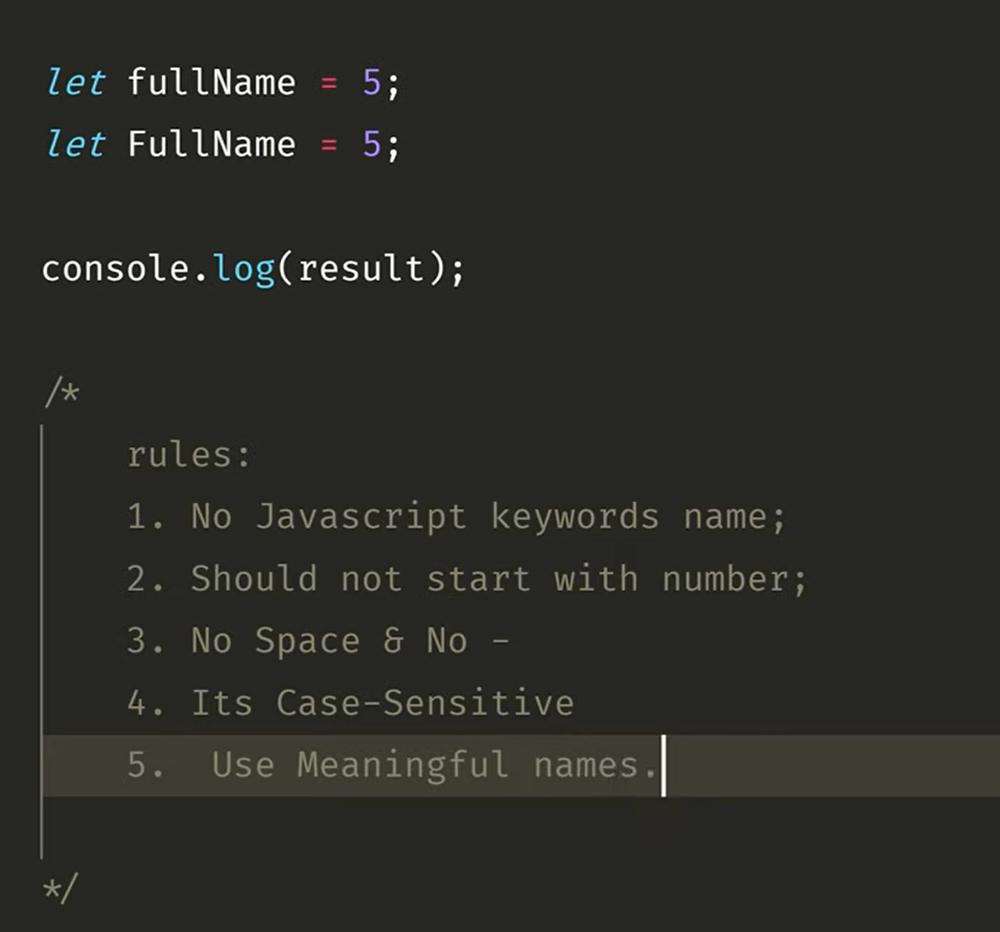 let fullName = 5;
let FullName = 5;
console.log(result);
/*
rules:
1. No Javascript keywords name;
2. Should not start with number;
3. No Space & No -
4. Its Case-Sensitive
5.  Use Meaningful names.
*/